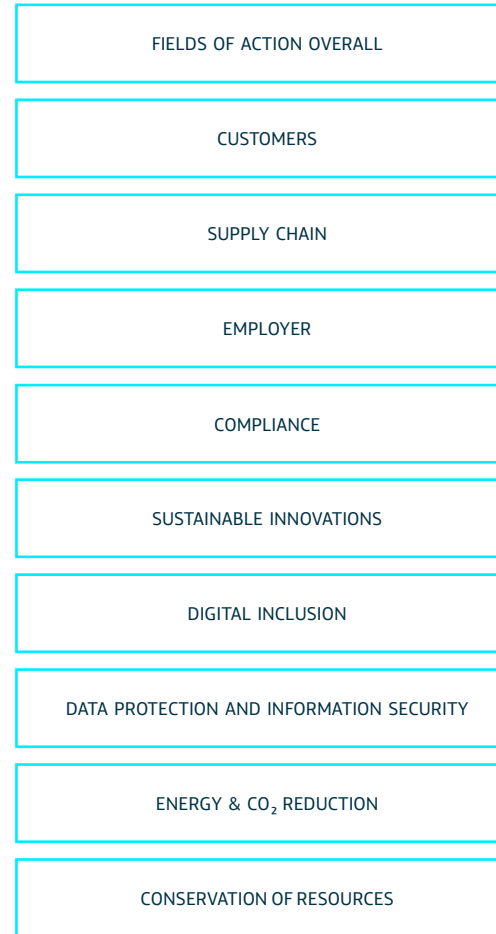 FIELDS OF ACTION OVERALL
CUSTOMERS
SUPPLY CHAIN
EMPLOYER
COMPLIANCE
SUSTAINABLE INNOVATIONS
DIGITAL INCLUSION
DATA PROTECTION AND INFORMATION SECURITY
ENERGY & CO₂ REDUCTION
CONSERVATION OF RESOURCES